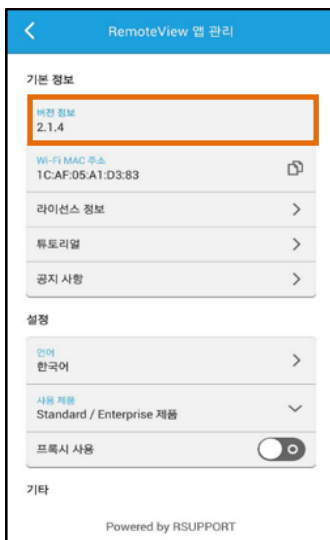 RemoteView 앱 관리
기본 정보
버전 정보
2.1.4
Wi-Fi MAC 주소
1C:AF:05:A1:D3:83
라이선스 정보
튜토리얼
공지 사항
설정
언어
한국어
사용 제품
Standard / Enterprise 제품
프록시 사용
기타
Powered by RSUPPORT